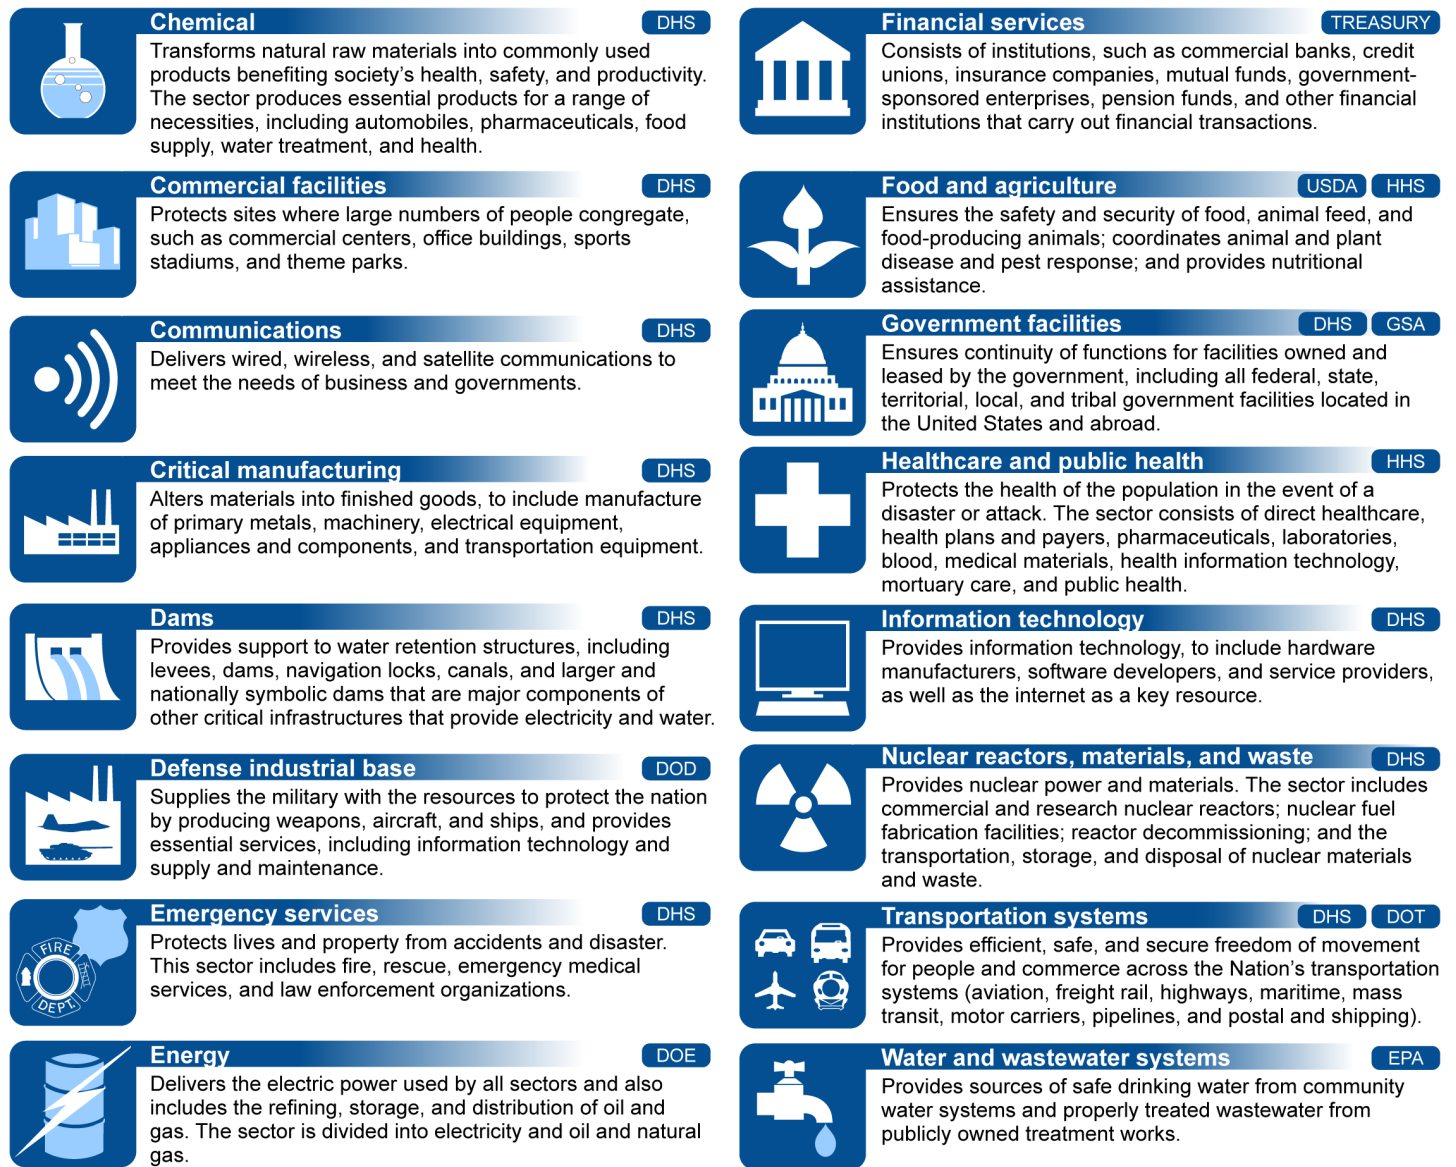 Chemical DHS
Transforms natural raw materials into commonly used
products benefiting society's health, safety, and productivity.
The sector produces essential products for a range of
necessities, including automobiles, pharmaceuticals, food
supply, water treatment, and health.
Commercial facilities DHS
Protects sites where large numbers of people congregate,
such as commercial centers, office buildings, sports
stadiums, and theme parks.
Communications DHS
Delivers wired, wireless, and satellite communications to
meet the needs of business and governments.
Critical manufacturing DHS
Alters materials into finished goods, to include manufacture
of primary metals, machinery, electrical equipment,
appliances and components, and transportation equipment.
Dams DHS
Provides support to water retention structures, including
levees, dams, navigation locks, canals, and larger and
nationally symbolic dams that are major components of
other critical infrastructures that provide electricity and water.
Defense industrial base DOD
Supplies the military with the resources to protect the nation
by producing weapons, aircraft, and ships, and provides
essential services, including information technology and
supply and maintenance.
FIRE
DEPT.
Emergency services DHS
Protects lives and property from accidents and disaster.
This sector includes fire, rescue, emergency medical
services, and law enforcement organizations.
Energy DOE
Delivers the electric power used by all sectors and also
includes the refining, storage, and distribution of oil and
gas. The sector is divided into electricity and oil and natural
gas.
Financial services TREASURY
Consists of institutions, such as commercial banks, credit
unions, insurance companies, mutual funds, government-
sponsored enterprises, pension funds, and other financial
institutions that carry out financial transactions.
Food and agriculture USDA HHS
Ensures the safety and security of food, animal feed, and
food-producing animals; coordinates animal and plant
disease and pest response; and provides nutritional
assistance.
Government facilities DHS GSA
Ensures continuity of functions for facilities owned and
leased by the government, including all federal, state,
territorial, local, and tribal government facilities located in
the United States and abroad.
Healthcare and public health HHS
Protects the health of the population in the event of a
disaster or attack. The sector consists of direct healthcare,
health plans and payers, pharmaceuticals, laboratories,
blood, medical materials, health information technology,
mortuary care, and public health.
Information technology DHS
Provides information technology, to include hardware
manufacturers, software developers, and service providers,
as well as the internet as a key resource.
Nuclear reactors, materials, and waste DHS
Provides nuclear power and materials. The sector includes
commercial and research nuclear reactors; nuclear fuel
fabrication facilities; reactor decommissioning; and the
transportation, storage, and disposal of nuclear materials
and waste.
Transportation systems DHS DOT
Provides efficient, safe, and secure freedom of movement
for people and commerce across the Nation's transportation
systems (aviation, freight rail, highways, maritime, mass
transit, motor carriers, pipelines, and postal and shipping).
Water and wastewater systems EPA
Provides sources of safe drinking water from community
water systems and properly treated wastewater from
publicly owned treatment works.